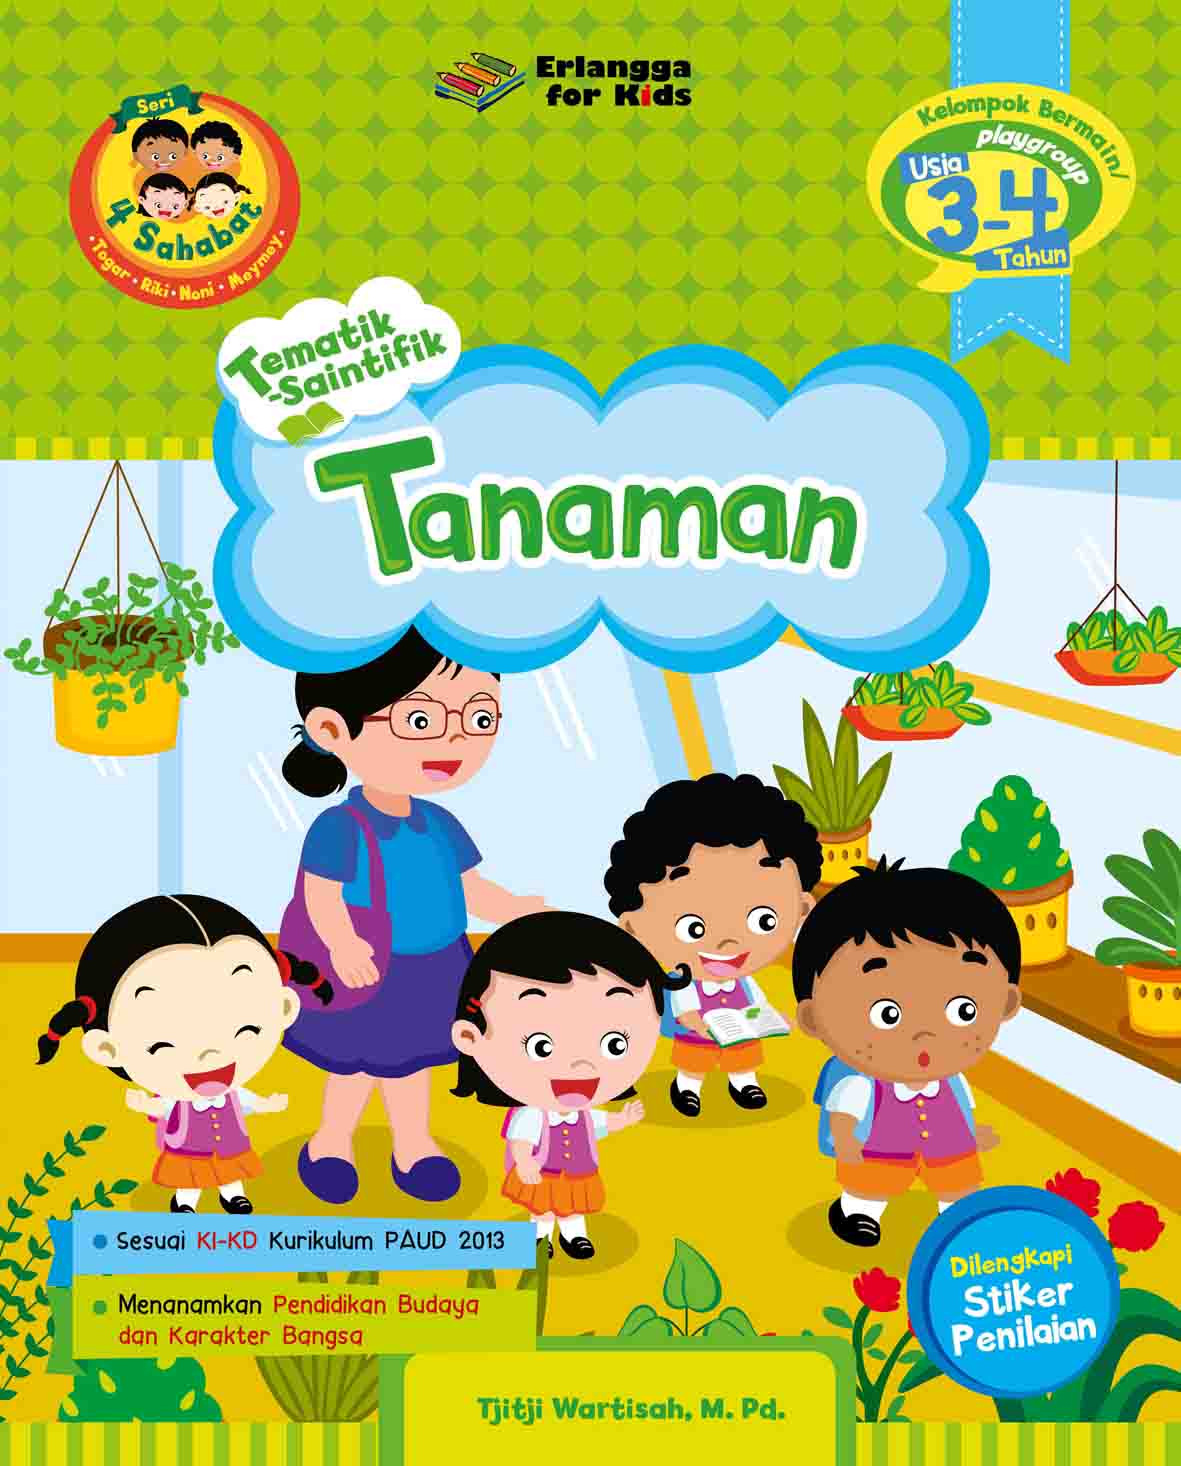 Erlangga
for Kids
Seri
4 Sahabat
• Togar • Riki • Noni • Meymey •
Kelompok Bermain/
playgroup
Usia
3-4
Tahun
Tematik
-Saintifik
Tanaman
• Sesuai KI-KD Kurikulum PAUD 2013
• Menanamkan Pendidikan Budaya
dan Karakter Bangsa
Dilengkapi
Stiker
Penilaian
Tjitji Wartisah, M. Pd.